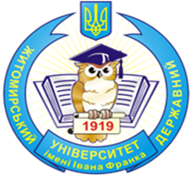 ЖИТОМИРСЬКИЙ
ДЕРЖАВНИЙ
1919
УНІВЕРСИТЕТ
імені Івана Франка